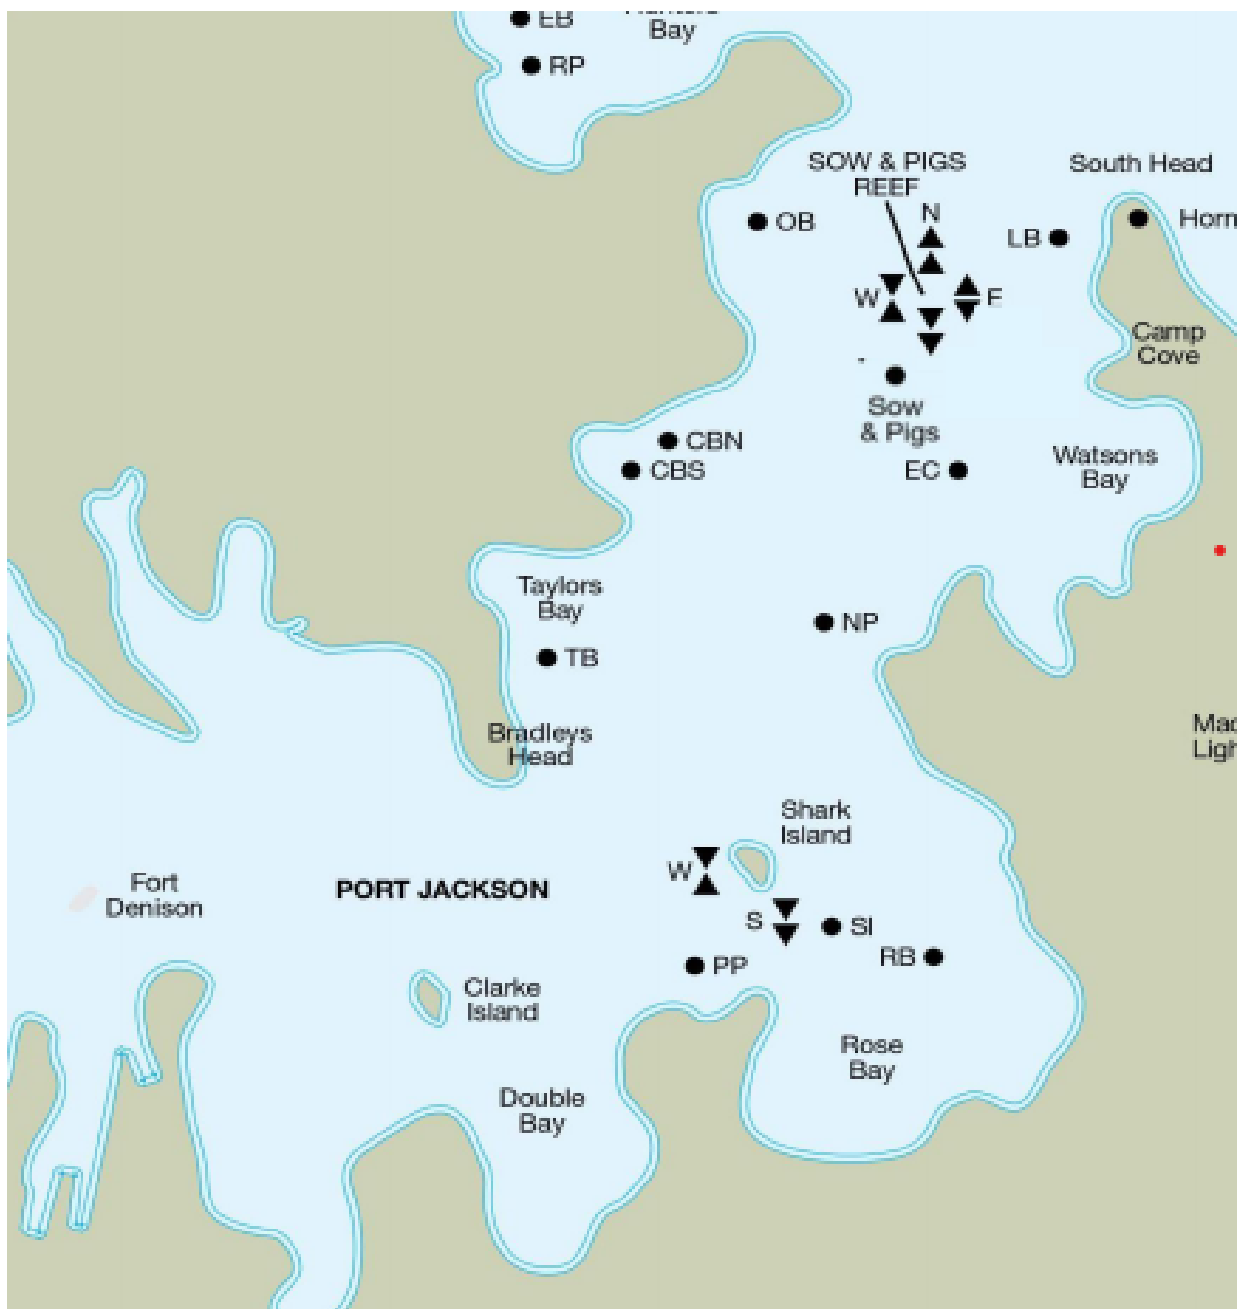 EB
Bay
RP
SOW & PIGS
REEF
South Head
N
OB
LB
Horn
W
E
Camp
Cove
Sow
& Pigs
CBN
CBS
EC
Watsons
Bay
Taylors
Bay
NP
TB
Bradleys
Head
Mac
Ligh
Shark
Island
W
Fort
Denison
PORT JACKSON
S
SI
RB
PP
Clarke
Island
Rose
Bay
Double
Bay